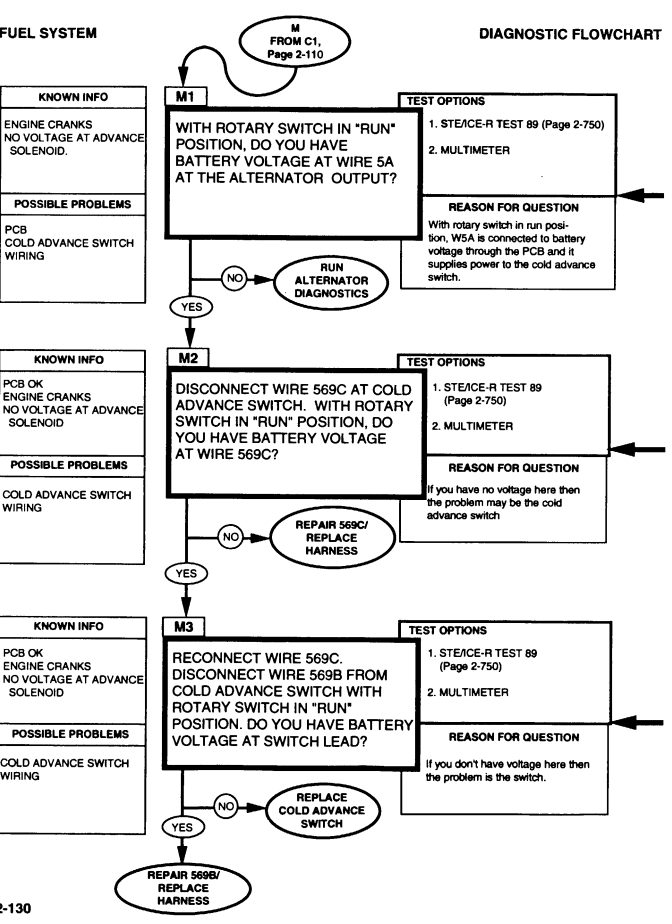 FUEL SYSTEM
M
FROM C1,
Page 2-110
DIAGNOSTIC FLOWCHART
KNOWN INFO
ENGINE CRANKS
NO VOLTAGE AT ADVANCE
SOLENOID.
POSSIBLE PROBLEMS
PCB
COLD ADVANCE SWITCH
WIRING
M1
WITH ROTARY SWITCH IN "RUN"
POSITION, DO YOU HAVE
BATTERY VOLTAGE AT WIRE 5A
AT THE ALTERNATOR OUTPUT?
TEST OPTIONS
1. STE/ICE-R TEST 89 (Page 2-750)
2. MULTIMETER
REASON FOR QUESTION
With rotary switch in run posi-
tion, W5A is connected to battery
voltage through the PCB and it
supplies power to the cold advance
switch.
NO
RUN
ALTERNATOR
DIAGNOSTICS
YES
KNOWN INFO
PCB OK
ENGINE CRANKS
NO VOLTAGE AT ADVANCE
SOLENOID
POSSIBLE PROBLEMS
COLD ADVANCE SWITCH
WIRING
M2
DISCONNECT WIRE 569C AT COLD
ADVANCE SWITCH. WITH ROTARY
SWITCH IN "RUN" POSITION, DO
YOU HAVE BATTERY VOLTAGE
AT WIRE 569C?
TEST OPTIONS
1. STE/ICE-R TEST 89
(Page 2-750)
2. MULTIMETER
REASON FOR QUESTION
If you have no voltage here then
the problem may be the cold
advance switch
NO
REPAIR 569C/
REPLACE
HARNESS
YES
KNOWN INFO
PCB OK
ENGINE CRANKS
NO VOLTAGE AT ADVANCE
SOLENOID
POSSIBLE PROBLEMS
COLD ADVANCE SWITCH
WIRING
M3
RECONNECT WIRE 569C.
DISCONNECT WIRE 569B FROM
COLD ADVANCE SWITCH WITH
ROTARY SWITCH IN "RUN"
POSITION. DO YOU HAVE BATTERY
VOLTAGE AT SWITCH LEAD?
TEST OPTIONS
1. STE/ICE-R TEST 89
(Page 2-750)
2. MULTIMETER
REASON FOR QUESTION
If you don't have voltage here then
the problem is the switch.
NO
REPLACE
COLD ADVANCE
SWITCH
YES
REPAIR 569B/
REPLACE
HARNESS
2-130